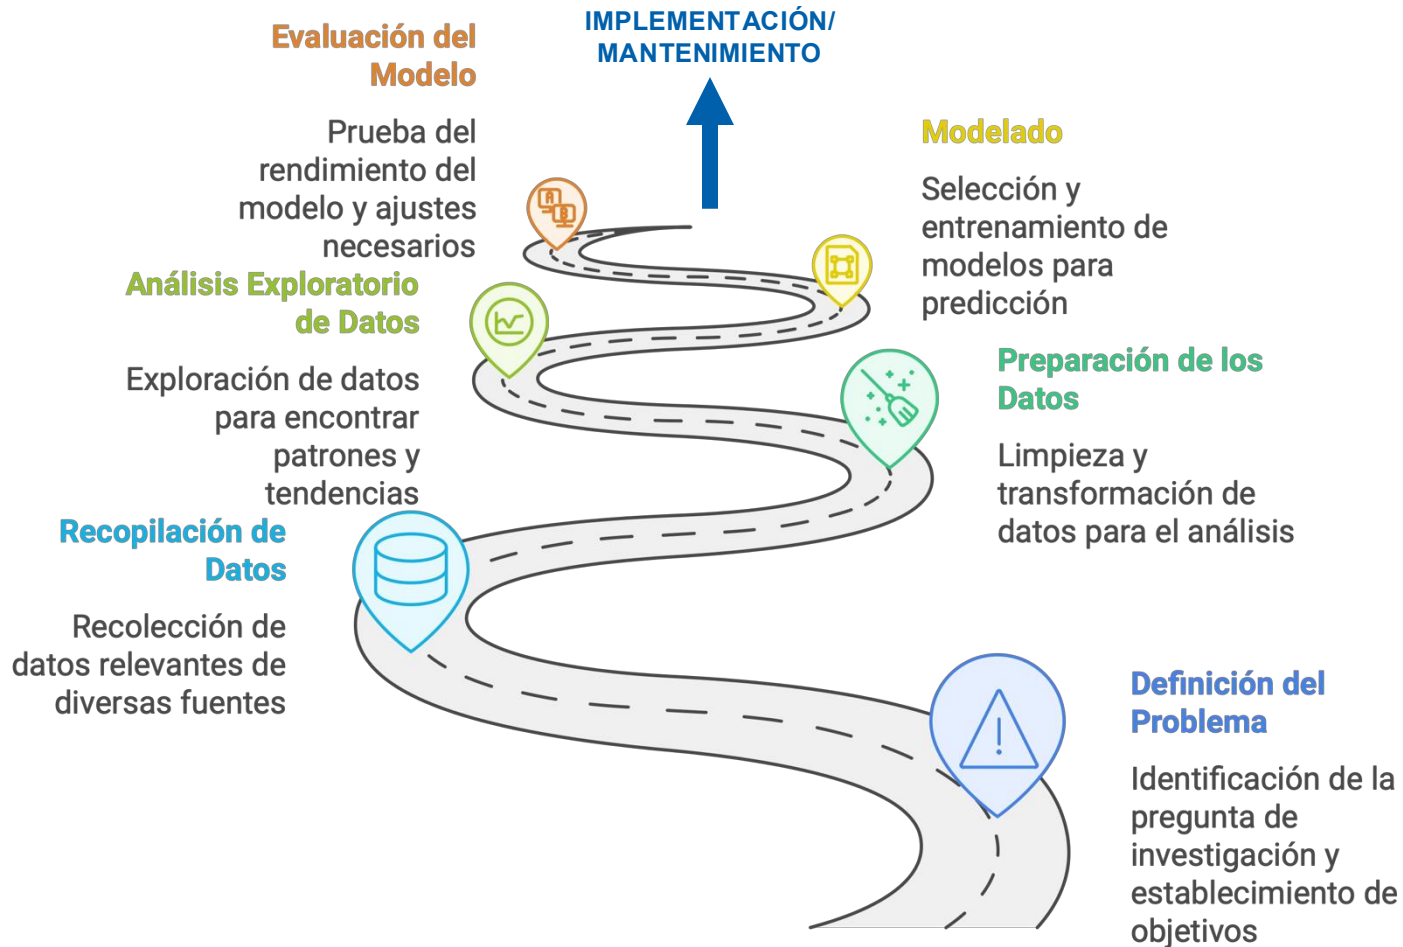 IMPLEMENTACIÓN/
MANTENIMIENTO
Evaluación del
Modelo
Prueba del
rendimiento del
modelo y ajustes
necesarios
Modelado
Selección y
entrenamiento de
modelos para
predicción
A
B
Análisis Exploratorio
de Datos
Exploración de datos
para encontrar
patrones y
tendencias
Preparación de los
Datos
Limpieza y
transformación de
datos para el análisis
Recopilación de
Datos
Recolección de
datos relevantes de
diversas fuentes
Definición del
Problema
Identificación de la
pregunta de
investigación y
establecimiento de
objetivos